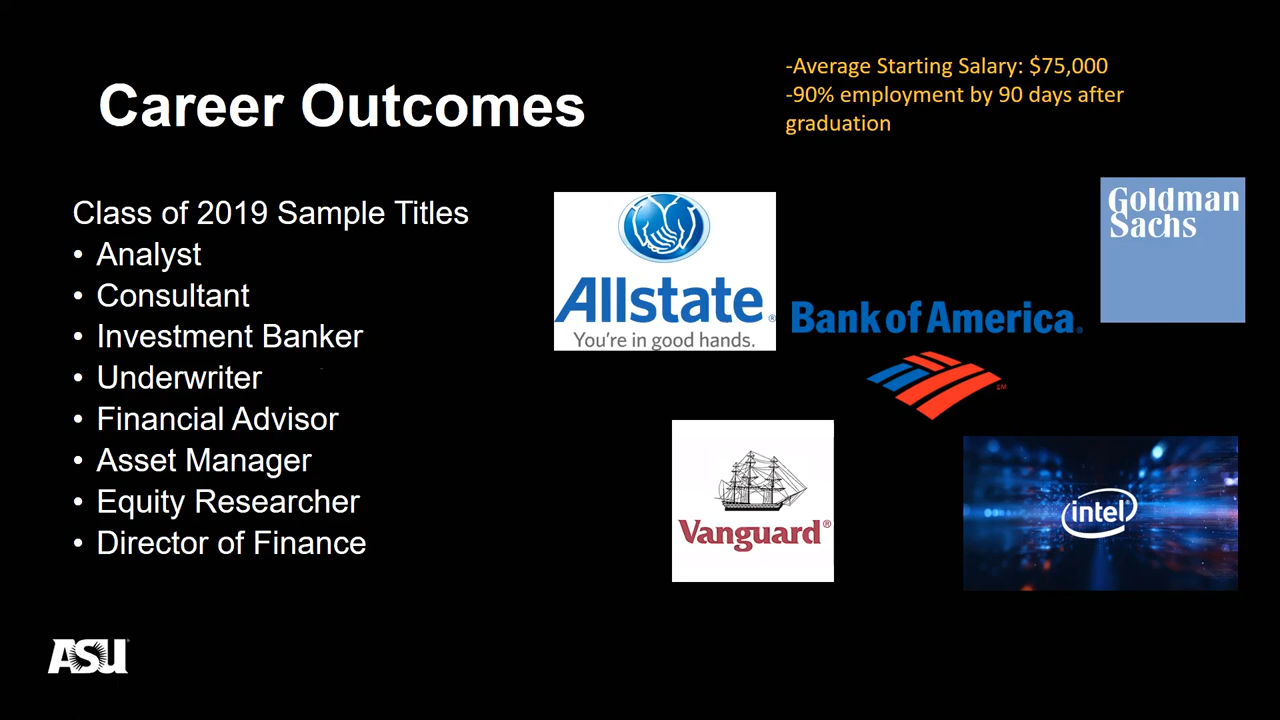 Career Outcomes
-Average Starting Salary: $75,000
-90% employment by 90 days after
graduation
Class of 2019 Sample Titles
• Analyst
• Consultant
• Investment Banker
• Underwriter
• Financial Advisor
• Asset Manager
• Equity Researcher
• Director of Finance
Allstate®
You're in good hands.
Goldman
Sachs
Bank of America®
SM
Vanguard®
intel
ASU